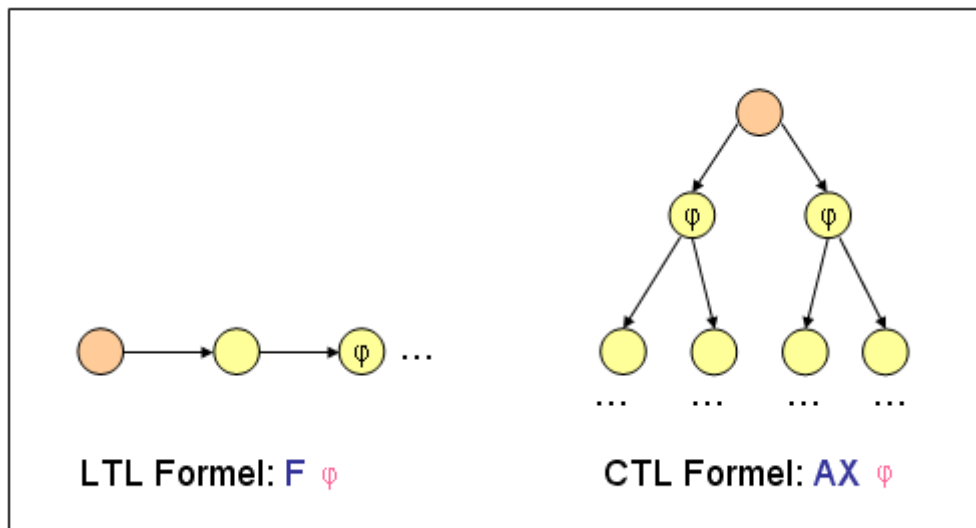 φ φ
φ ...
... ... ... ...
LTL Formel: F φ
CTL Formel: AX φ